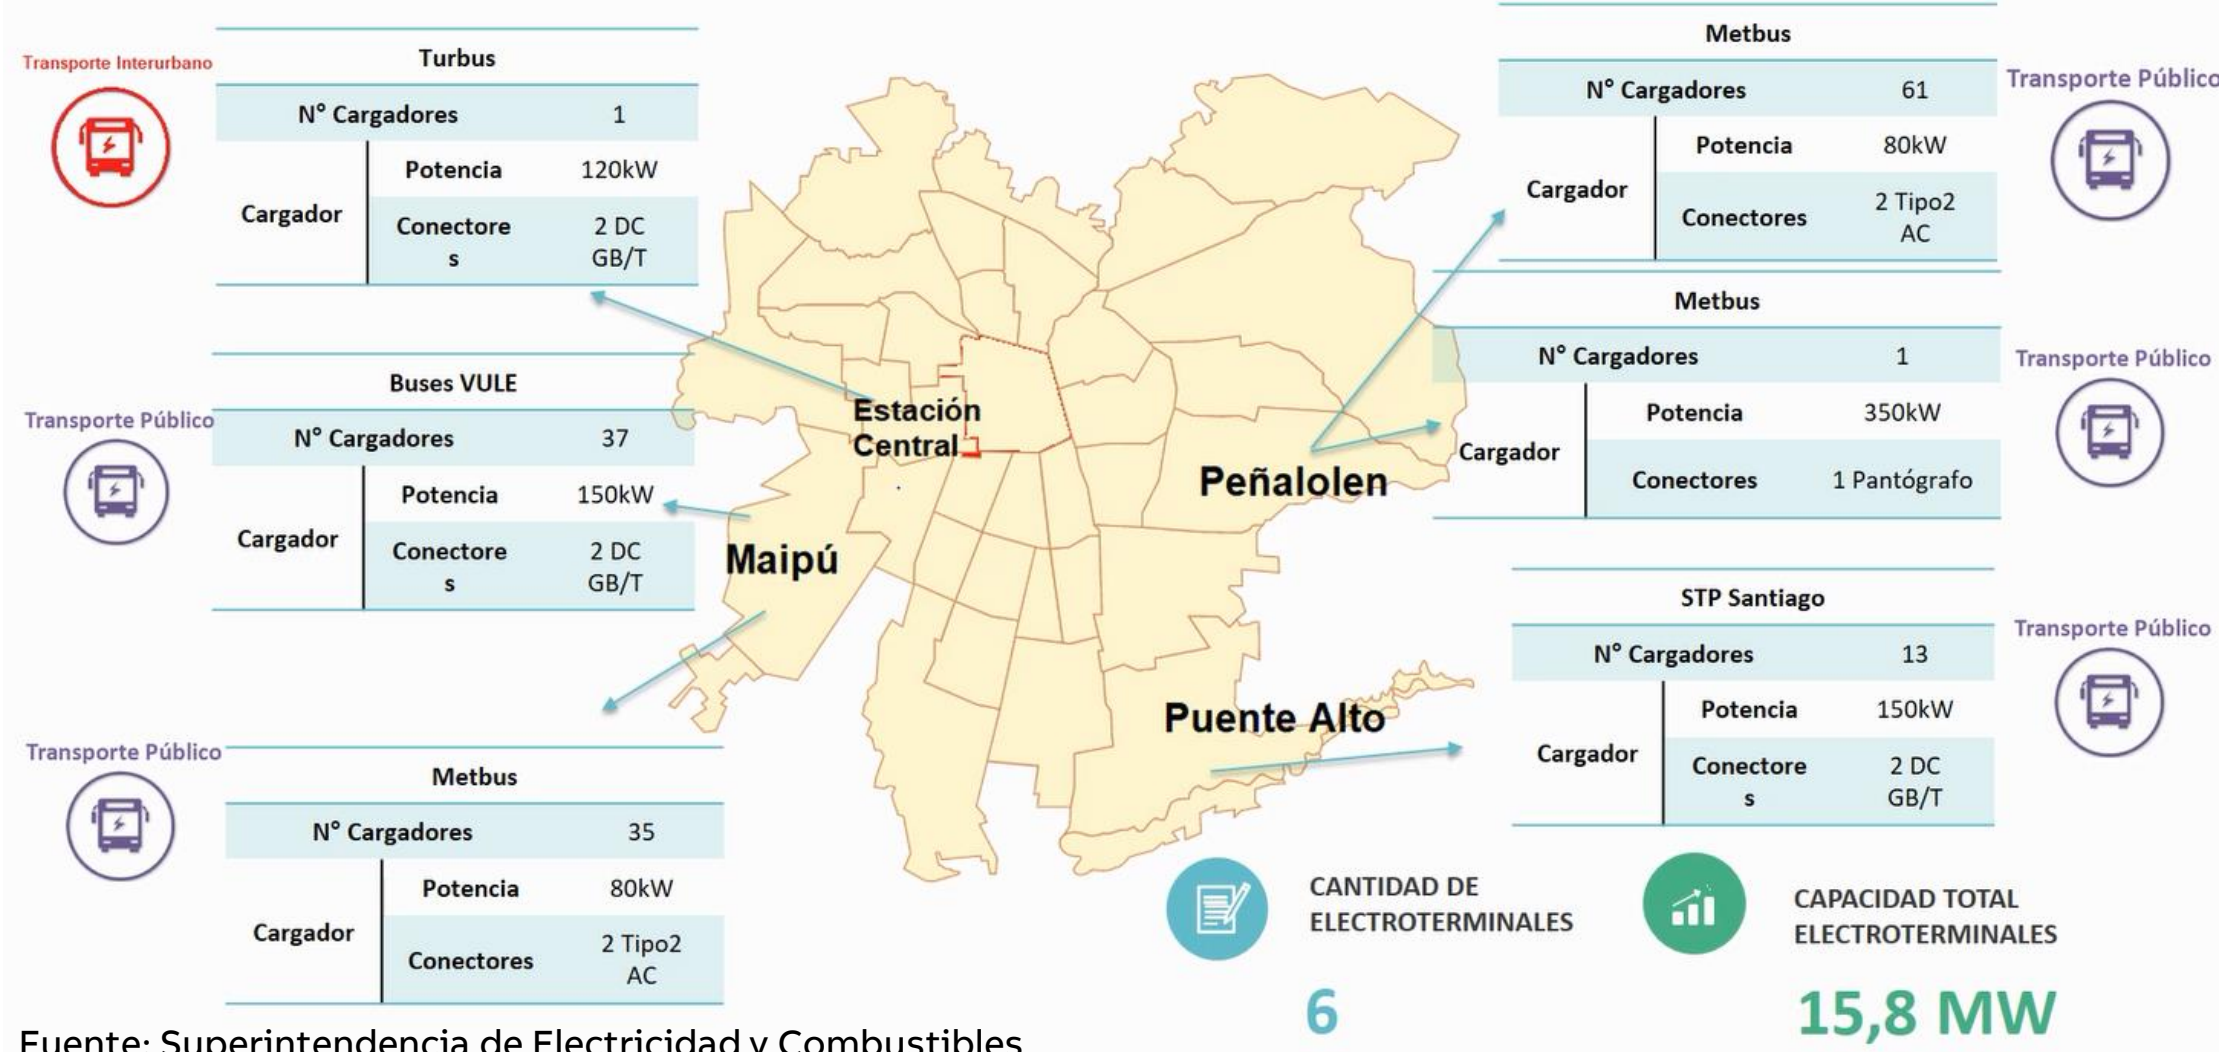 Transporte Interurbano
Turbus
N° Cargadores 1
Cargador
Potencia 120kW
Conectore
s
2 DC
GB/T
Transporte Público
Buses VULE
N° Cargadores 37
Cargador
Potencia 150kW
Conectore
s
2 DC
GB/T
Transporte Público
Metbus
N° Cargadores 35
Cargador
Potencia 80kW
Conectores
2 Tipo2
AC
Estación
Central
Maipú
Peñalolen
Puente Alto
Metbus
N° Cargadores 61
Cargador
Potencia 80kW
Conectores
2 Tipo2
AC
Transporte Público
Metbus
N° Cargadores 1
Cargador
Potencia 350kW
Conectores 1 Pantógrafo
Transporte Público
STP Santiago
N° Cargadores 13
Cargador
Potencia 150kW
Conectore
s
2 DC
GB/T
Transporte Público
CANTIDAD DE
ELECTROTERMINALES
6
CAPACIDAD TOTAL
ELECTROTERMINALES
15,8 MW
Fuente: Superintendencia de Electricidad y Combustibles